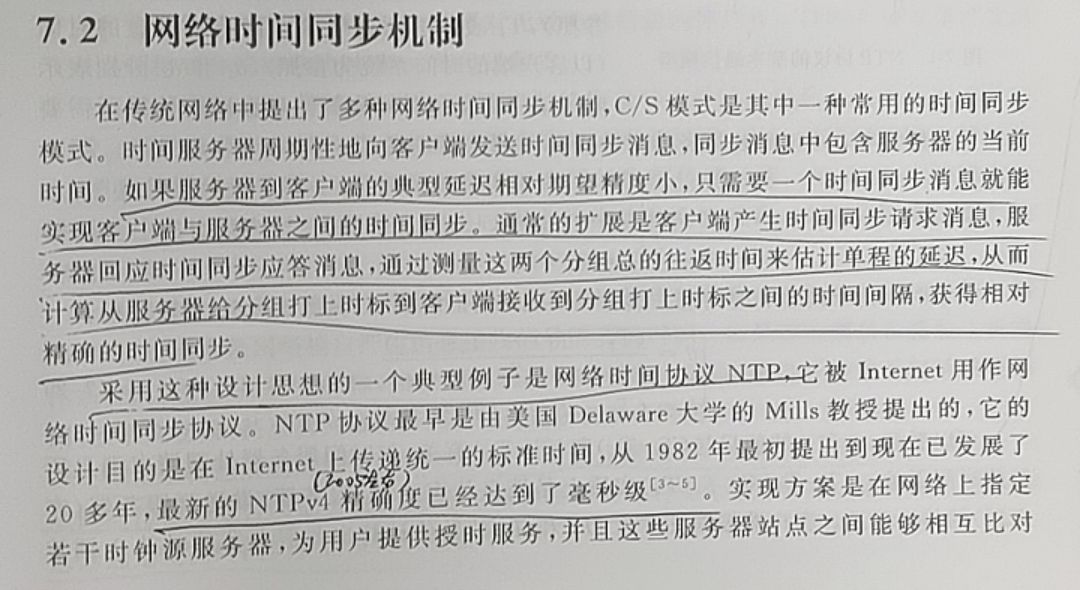 7.2 网络时间同步机制
在传统网络中提出了多种网络时间同步机制,C/S 模式是其中一种常用的时间同步
模式。时间服务器周期性地向客户端发送时间同步消息,同步消息中包含服务器的当前
时间。如果服务器到客户端的典型延迟相对期望精度小,只需要一个时间同步消息就能
实现客户端与服务器之间的时间同步。通常的扩展是客户端产生时间同步请求消息,服
务器回应时间同步应答消息,通过测量这两个分组总的往返时间来估计单程的延迟,从而
计算从服务器给分组打上时标到客户端接收到分组打上时标之间的时间间隔,获得相对
精确的时间同步。
采用这种设计思想的一个典型例子是网络时间协议 NTP,它被 Internet 用作网
络时间同步协议。NTP 协议最早是由美国 Delaware 大学的 Mills 教授提出的,它的
设计目的是在 Internet 上传递统一的标准时间,从 1982 年最初提出到现在已发展了
(2005左右)
20 多年,最新的 NTPv4 精确度已经达到了毫秒级[3~5]。实现方案是在网络上指定
若干时钟源服务器,为用户提供授时服务,并且这些服务器站点之间能够相互比对